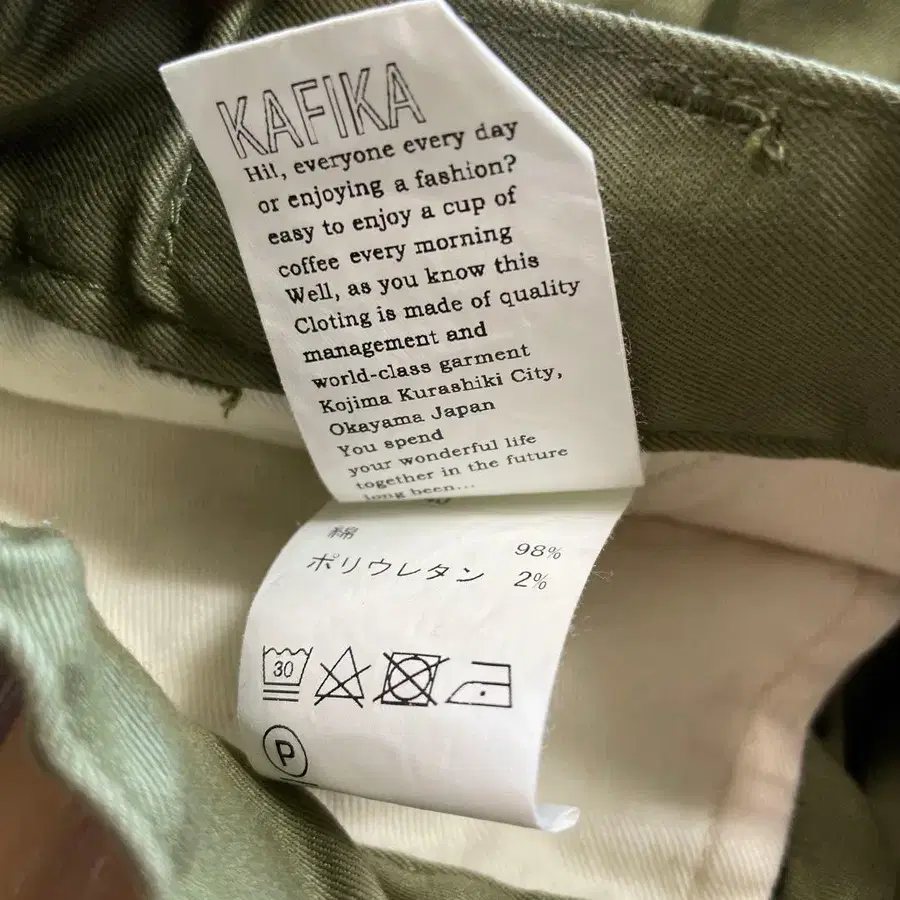 KAFIKA
Hi!, everyone every day
or enjoying a fashion?
easy to enjoy a cup of
coffee every morning
Well, as you know this
Cloting is made of quality
management and
world-class garment
Kojima Kurashiki City,
Okayama Japan
You spend
your wonderful life
together in the future
long been...
綿 98%
ポリウレタン 2%
30
P